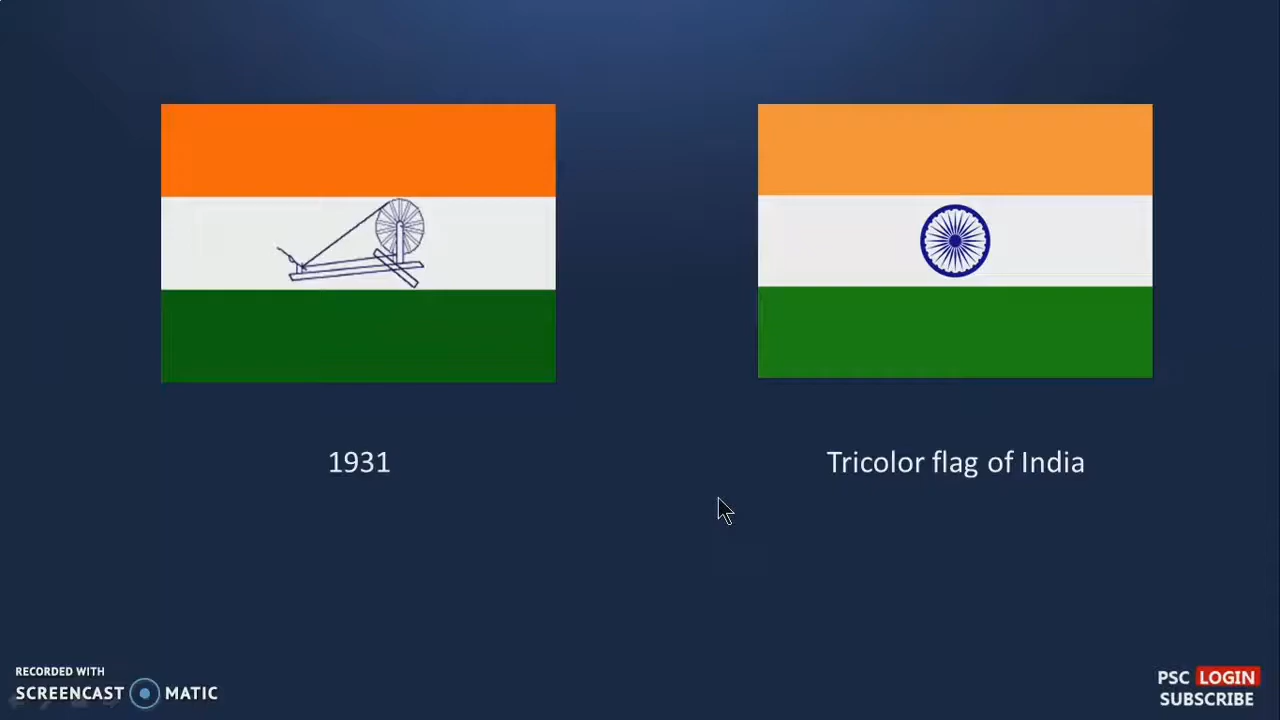 1931
Tricolor flag of India
RECORDED WITH
SCREENCAST MATIC
PSC LOGIN
SUBSCRIBE